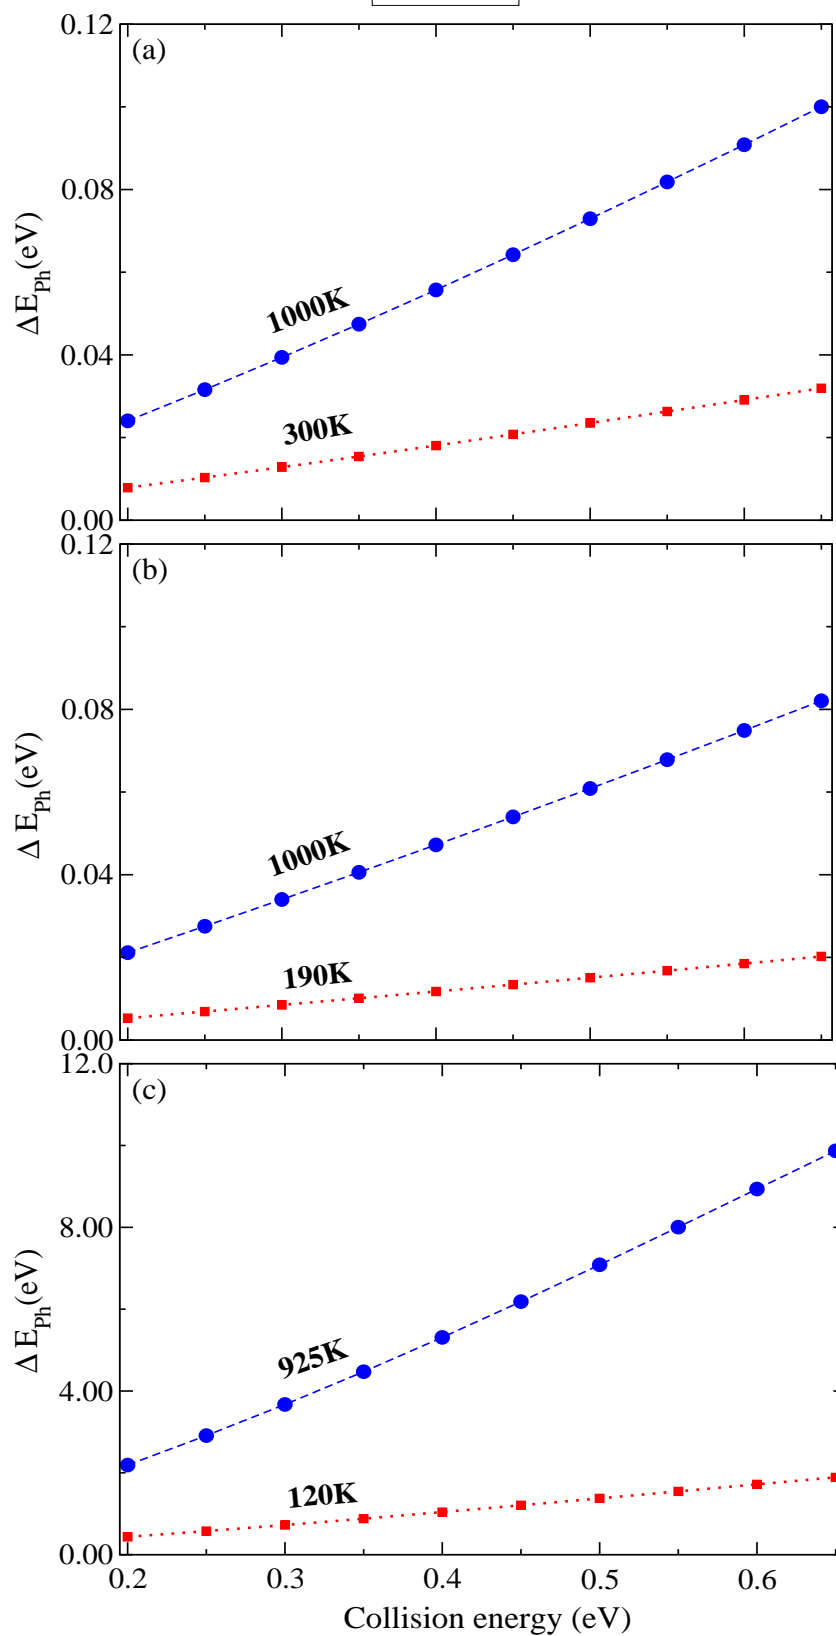 0.12
(a)
0.08
ΔE_Ph(eV)
1000K
0.04
300K
0.00
0.12
(b)
0.08
ΔE_Ph(eV)
1000K
0.04
190K
0.00
12.0
(c)
8.00
ΔE_Ph(eV)
925K
4.00
120K
0.00
0.2 0.3 0.4 0.5 0.6
Collision energy (eV)